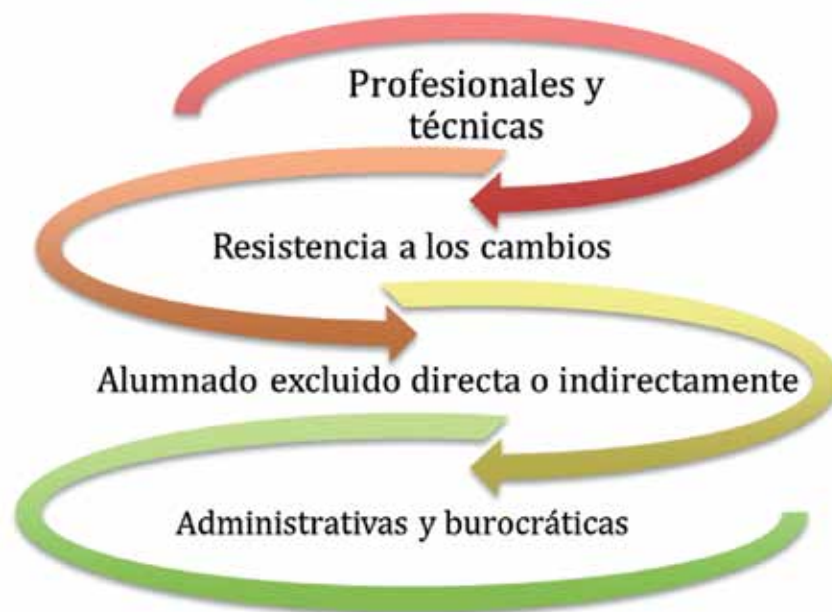 Profesionales y
técnicas
Resistencia a los cambios
Alumnado excluido directa o indirectamente
Administrativas y burocráticas